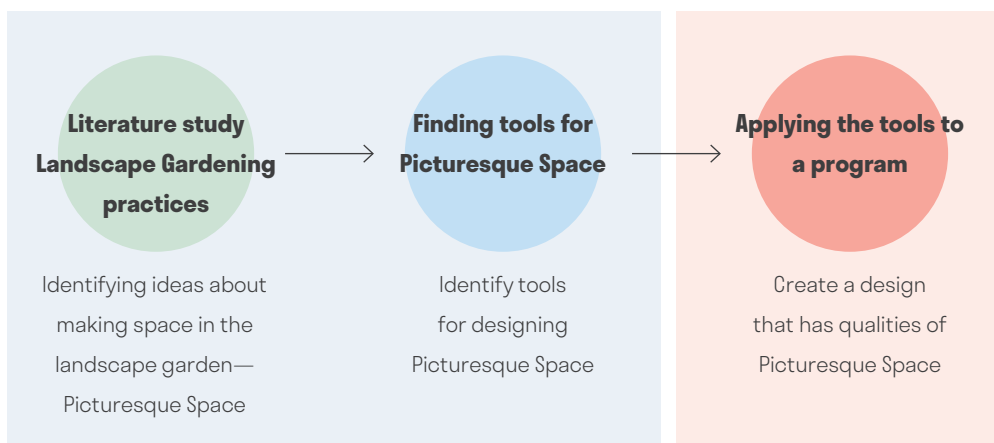 Literature study
Landscape Gardening
practices
Identifying ideas about
making space in the
landscape garden—
Picturesque Space
Finding tools for
Picturesque Space
Identify tools
for designing
Picturesque Space
Applying the tools to
a program
Create a design
that has qualities of
Picturesque Space